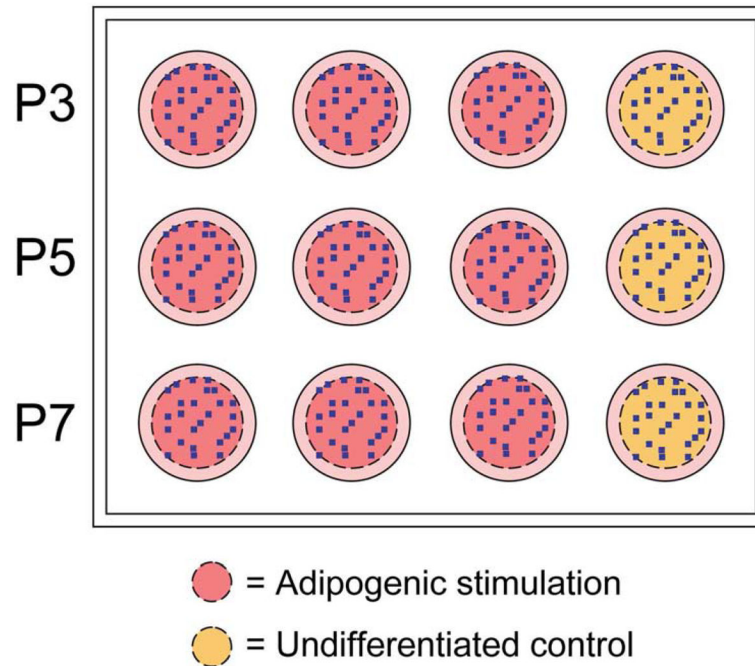 P3
P5
P7
= Adipogenic stimulation
= Undifferentiated control